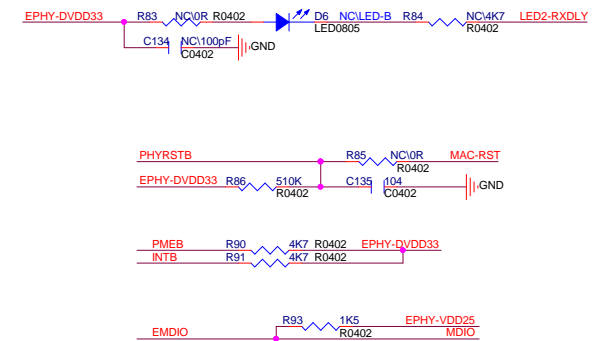 EPHY-DVDD33 R83 NC\0R R0402 D6 NC\LED-B R84 NC\4K7 LED2-RXDLY
LED0805 R0402
C134 NC\100pF GND
C0402
PHYRSTB R85 NC\0R MAC-RST
R0402
EPHY-DVDD33 R86 510K C135 104 GND
R0402 C0402
PMEB R90 4K7 R0402 EPHY-DVDD33
INTB R91 4K7 R0402
R93 1K5 EPHY-VDD25
EMDIO R0402 MDIO